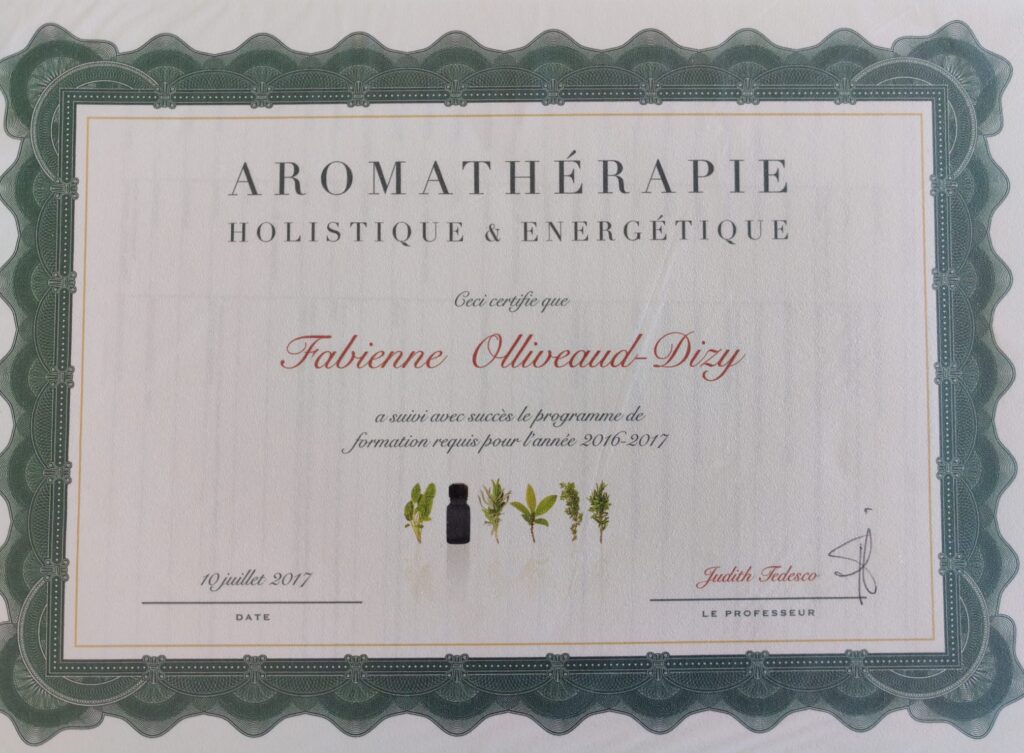 AROMATHÉRAPIE
HOLISTIQUE & ENERGÉTIQUE
Ceci certifie que
Fabienne Olliveaud-Dizy
a suivi avec succès le programme de
formation requis pour l'année 2016-2017
10 juillet 2017
DATE
Judith Tedesco
LE PROFESSEUR